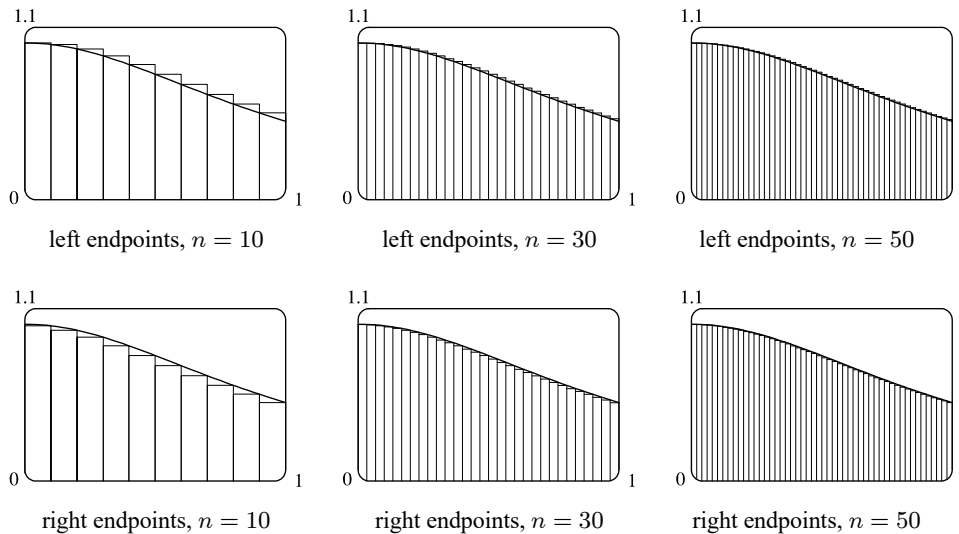 1.1 1.1 1.1
0 1 0 1 0
left endpoints, n = 10 left endpoints, n = 30 left endpoints, n = 50
1.1 1.1 1.1
0 1 0 1 0
right endpoints, n = 10 right endpoints, n = 30 right endpoints, n = 50